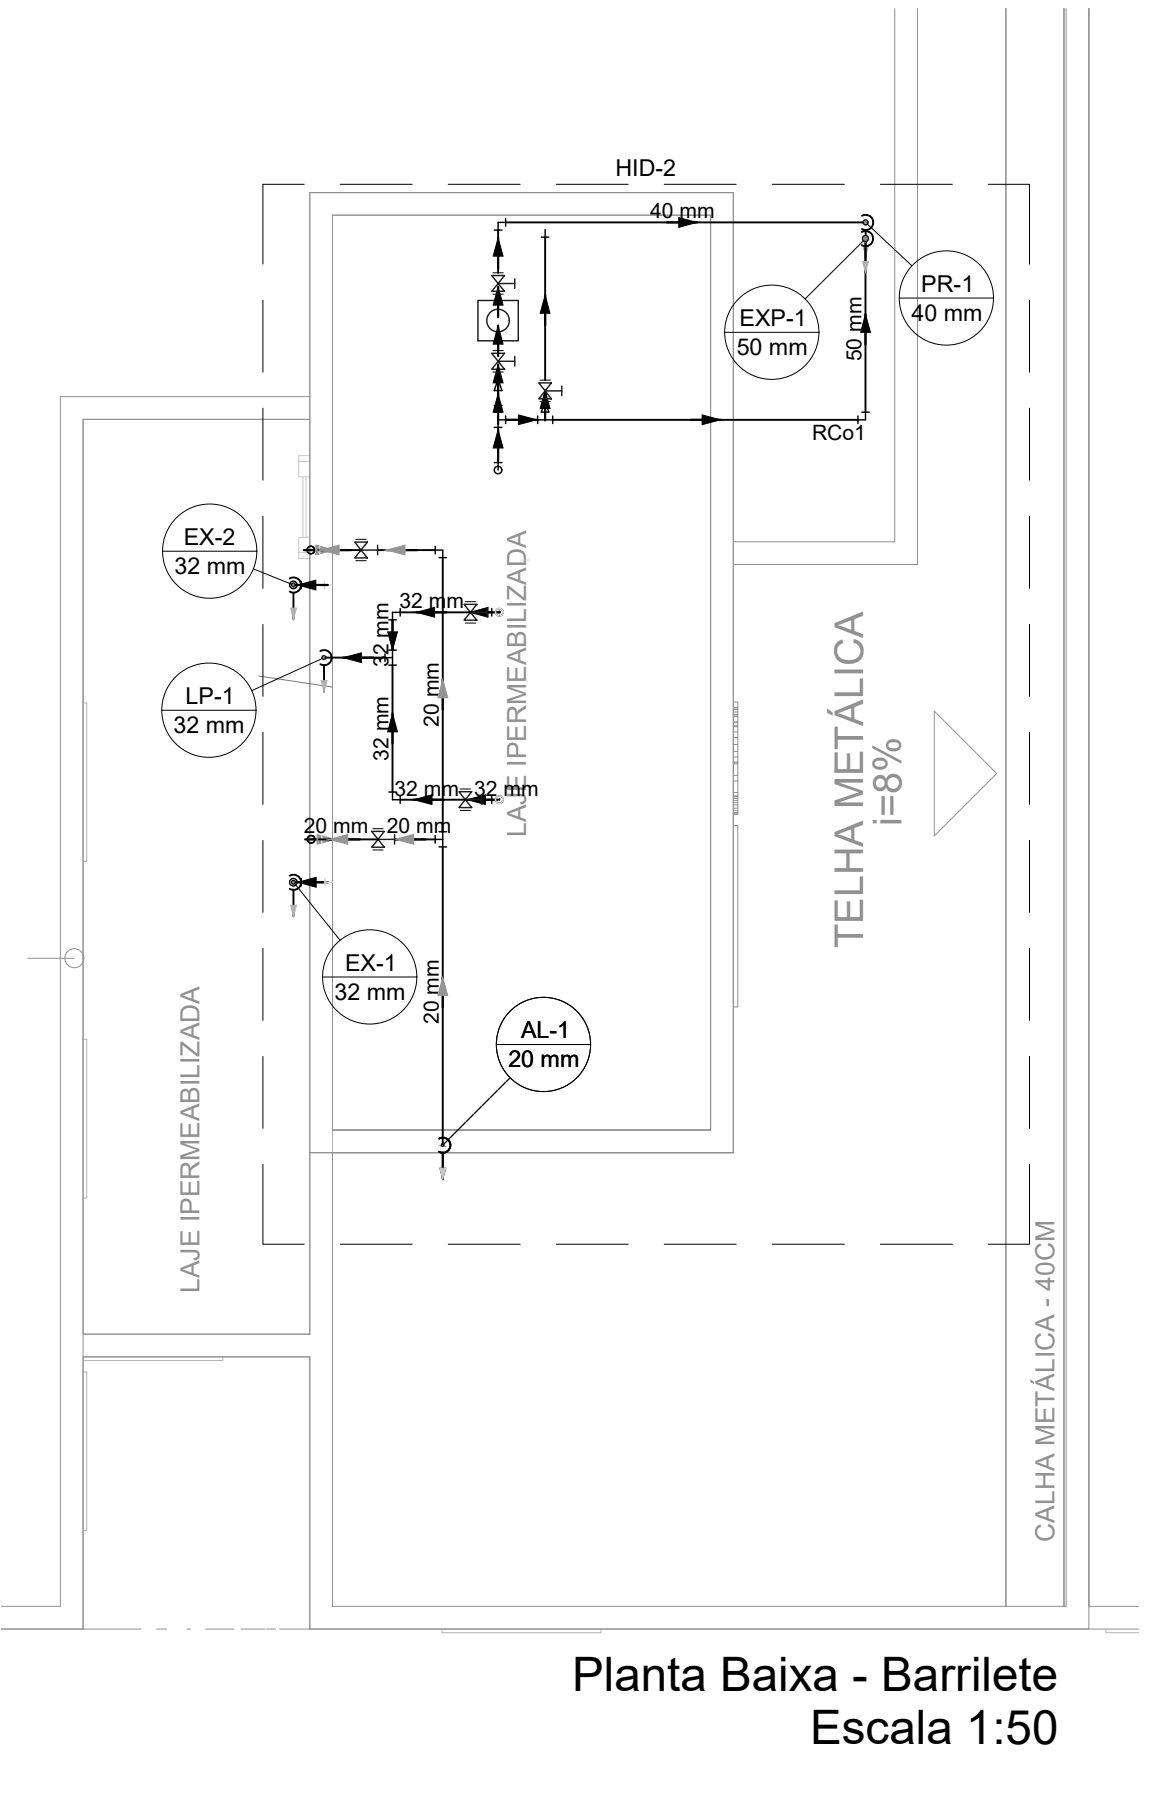 HID-2
40 mm
PR-1
40 mm
EXP-1
50 mm
50 mm
RCo1
EX-2
32 mm
32 mm
32 mm
LAJE IPERMEABILIZADA
LP-1
32 mm
20 mm
32 mm
TELHA METÁLICA
i=8%
32 mm
32 mm
20 mm
20 mm
EX-1
32 mm
20 mm
AL-1
20 mm
LAJE IPERMEABILIZADA
CALHA METÁLICA - 40CM
Planta Baixa - Barrilete
Escala 1:50